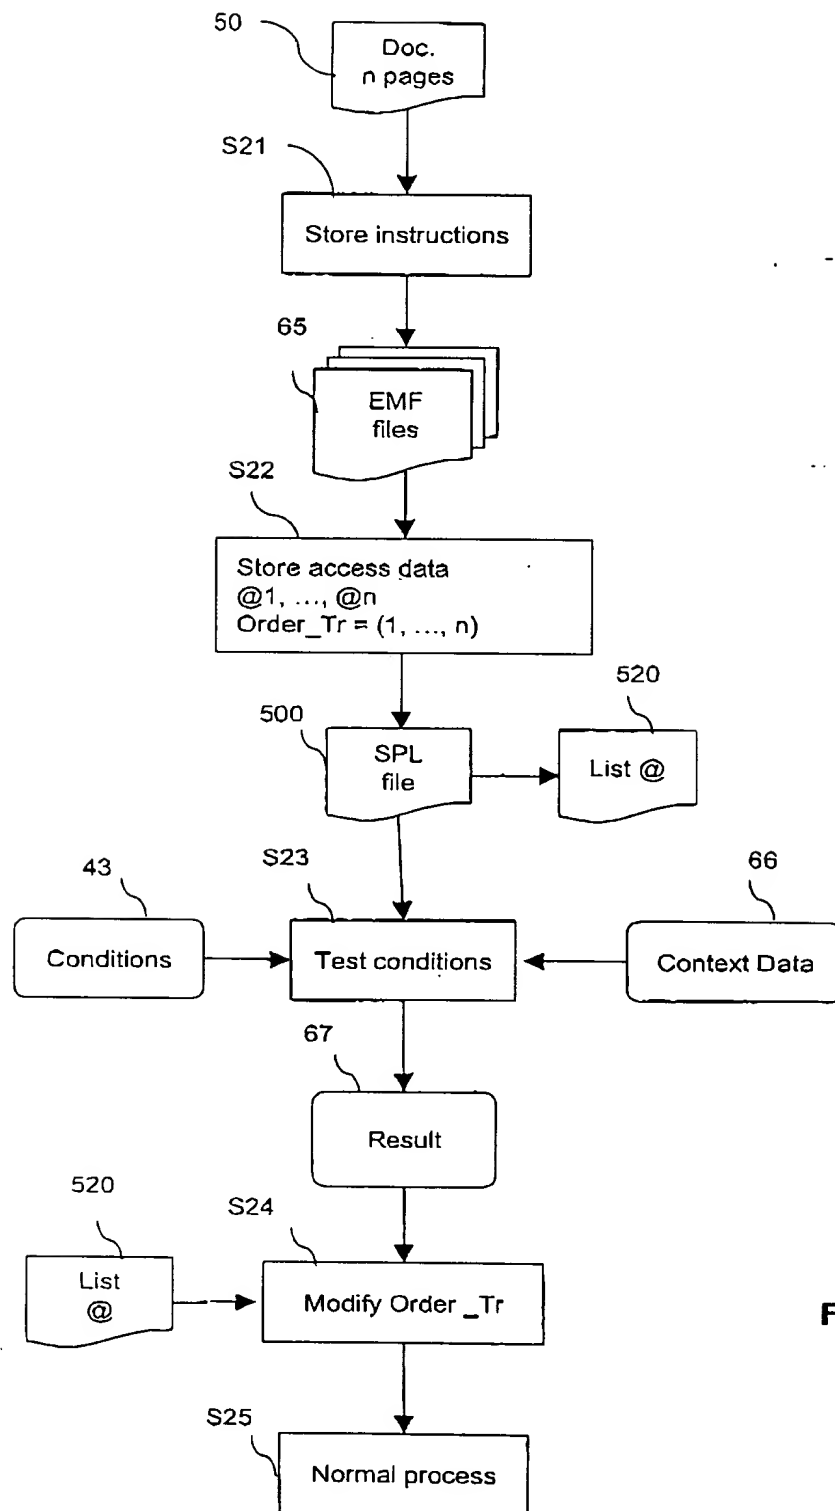 50
Doc.
n pages
S21
Store instructions
65
EMF
files
S22
Store access data
@1, ..., @n
Order_Tr = (1, ..., n)
520
500
SPL
file
List @
43
S23
66
Conditions
Test conditions
Context Data
67
Result
520
S24
List
@
Modify Order _Tr
F
S25
Normal process